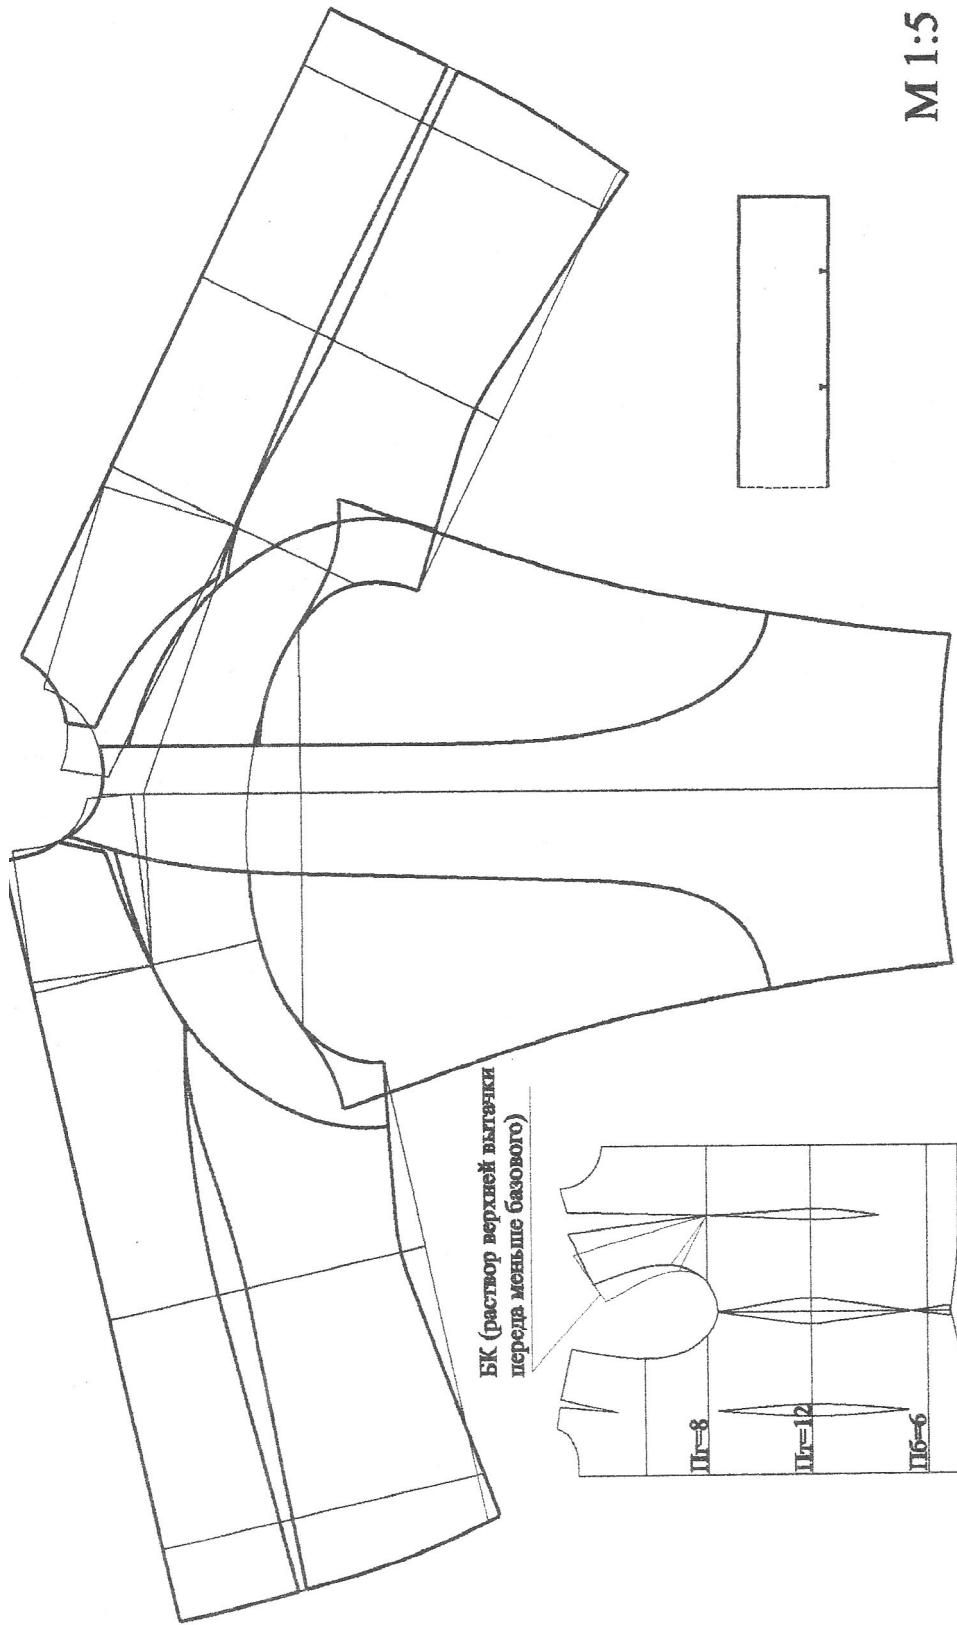 М 1:5
БК (раствор верхней вытачки
переда меньше базового)
Пг=8
Пт=12
Пб=6